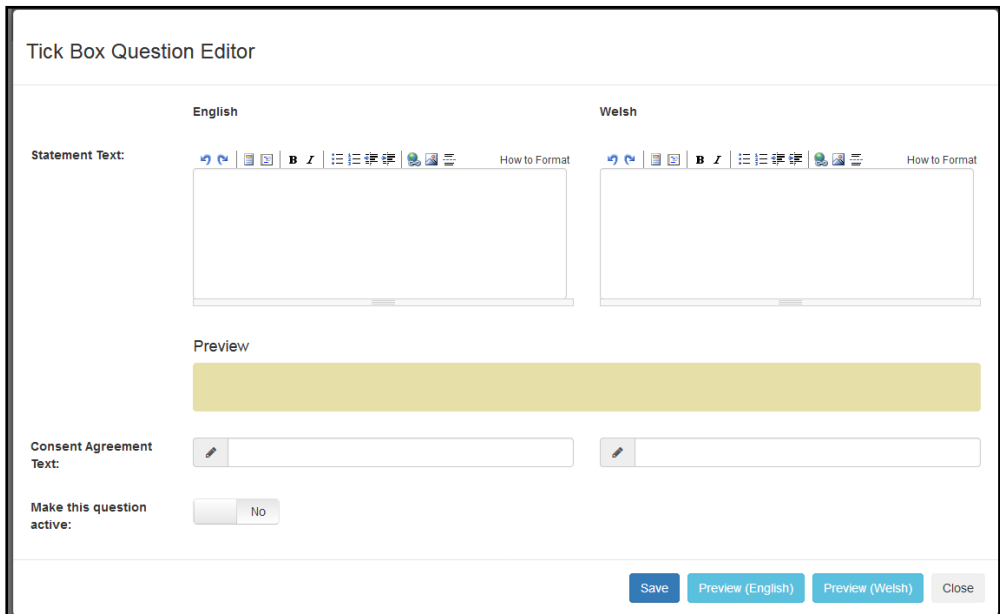 Tick Box Question Editor
English Welsh
Statement Text:
B I How to Format B I How to Format
Preview
Consent Agreement
Text:
Make this question
active:
No
Save Preview (English) Preview (Welsh) Close